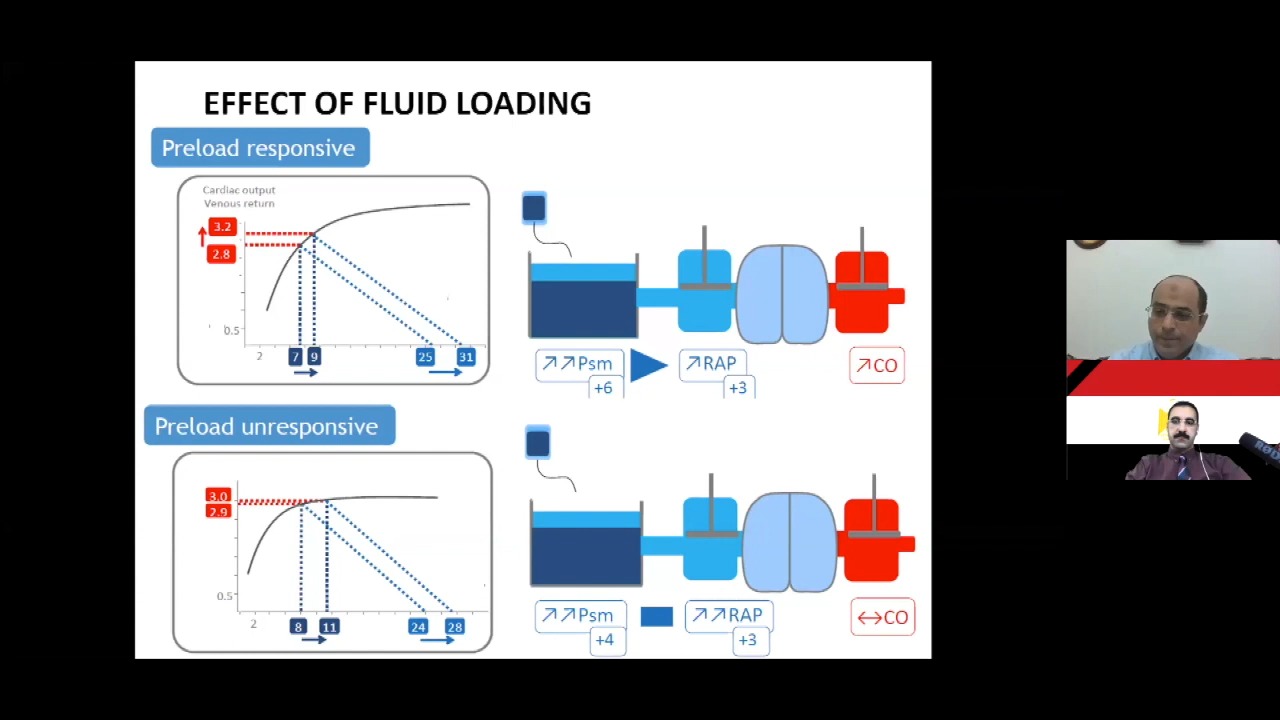 EFFECT OF FLUID LOADING
Preload responsive
Cardiac output
Venous return
3.2
2.8
0.5
2
7
9
25
31
↗↗Psm
+6
↗RAP
+3
↗CO
Preload unresponsive
3.0
2.9
0.5
2
8
11
24
28
↗↗Psm
+4
↗↗RAP
+3
↔CO
RØDE